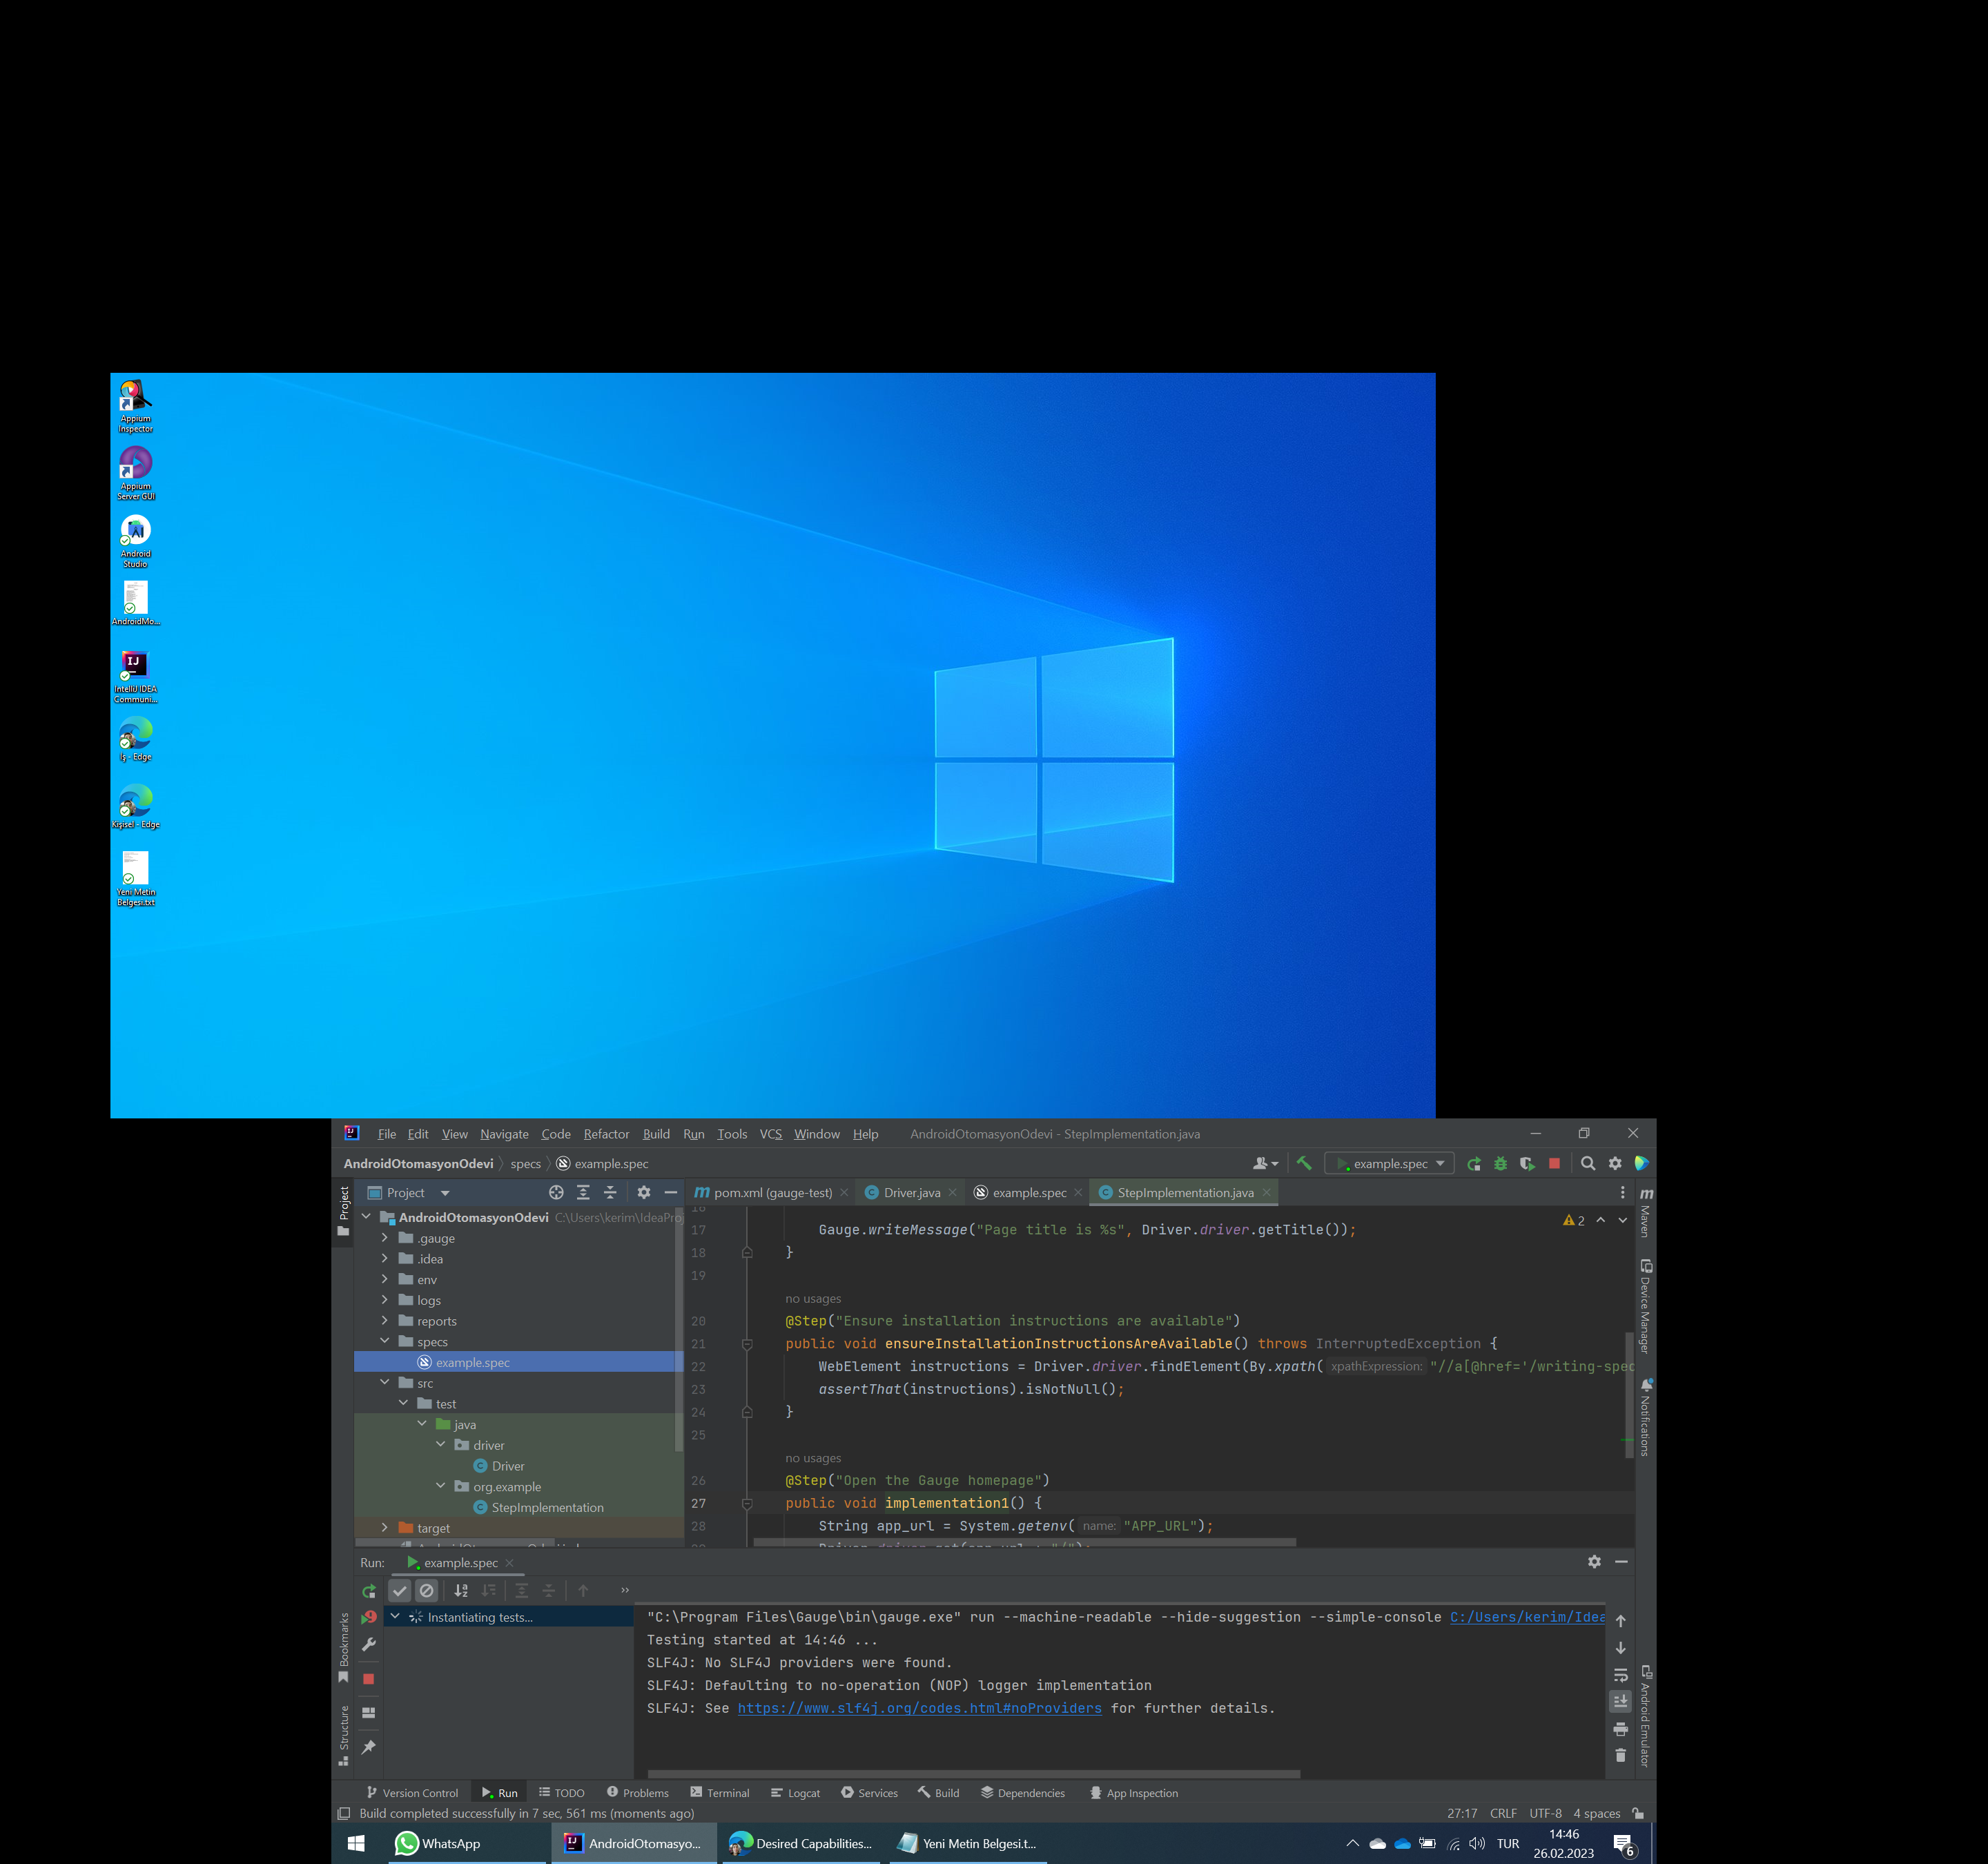 Appium
Inspector
Appium
Server GUI
Android
Studio
AndroidMo...
IntelliJ IDEA
Communi...
İş - Edge
Kişisel - Edge
Yeni Metin
Belgesi.txt
File Edit View Navigate Code Refactor Build Run Tools VCS Window Help AndroidOtomasyonOdevi - StepImplementation.java
AndroidOtomasyonOdevi specs example.spec
example.spec
Project
Project
pom.xml (gauge-test) Driver.java example.spec StepImplementation.java
AndroidOtomasyonOdevi C:\Users\kerim\IdeaProj
.gauge
.idea
env
logs
reports
specs
example.spec
src
test
java
driver
Driver
org.example
StepImplementation
target
2
16
17 Gauge.writeMessage("Page title is %s", Driver.driver.getTitle());
18 }
19
no usages
20 @Step("Ensure installation instructions are available")
21 public void ensureInstallationInstructionsAreAvailable() throws InterruptedException {
22 WebElement instructions = Driver.driver.findElement(By.xpath( xpathExpression: "//a[@href='/writing-spec
23 assertThat(instructions).isNotNull();
24 }
25
no usages
26 @Step("Open the Gauge homepage")
27 public void implementation1() {
28 String app_url = System.getenv( name: "APP_URL");
Maven
Device Manager
Notifications
Android Emulator
Bookmarks
Structure
Run: example.spec
Instantiating tests...
"C:\Program Files\Gauge\bin\gauge.exe" run --machine-readable --hide-suggestion --simple-console C:/Users/kerim/Idea
Testing started at 14:46 ...
SLF4J: No SLF4J providers were found.
SLF4J: Defaulting to no-operation (NOP) logger implementation
SLF4J: See https://www.slf4j.org/codes.html#noProviders for further details.
Version Control Run TODO Problems Terminal Logcat Services Build Dependencies App Inspection
Build completed successfully in 7 sec, 561 ms (moments ago) 27:17 CRLF UTF-8 4 spaces
WhatsApp AndroidOtomasyo... Desired Capabilities... Yeni Metin Belgesi.t... TUR 14:46
26.02.2023
6